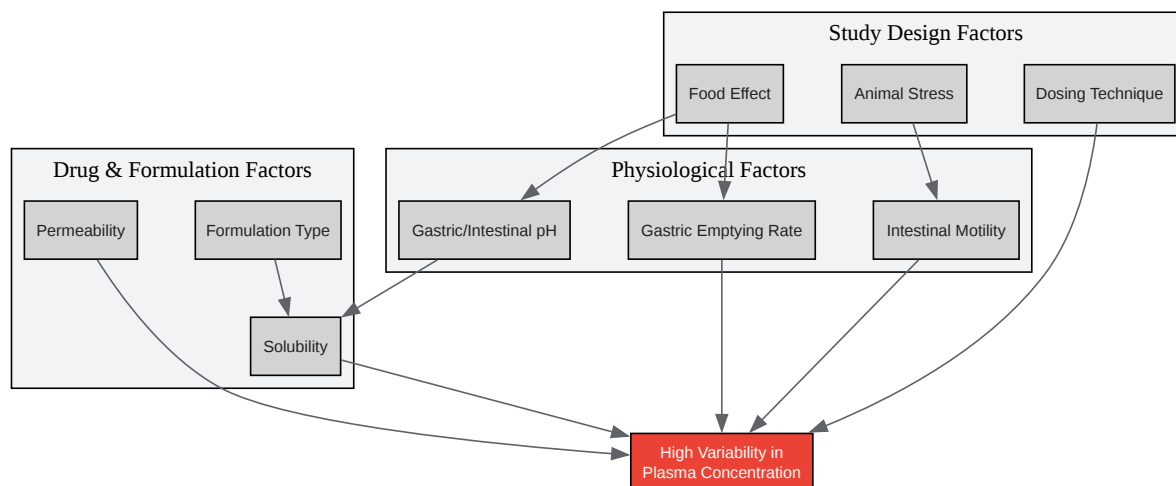 Study Design Factors
Food Effect
Animal Stress
Dosing Technique
Drug & Formulation Factors
Physiological Factors
Permeability
Formulation Type
Gastric/Intestinal pH
Gastric Emptying Rate
Intestinal Motility
Solubility
High Variability in
Plasma Concentration